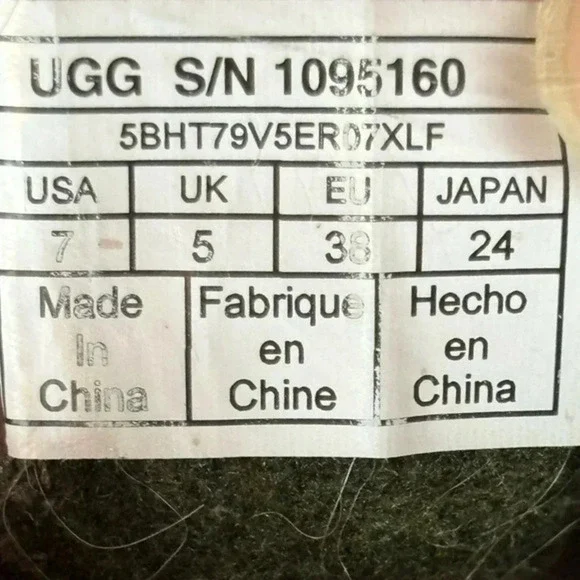 UGG S/N 1095160
5BHT79V5ER07XLF
USA UK EU JAPAN
7 5 38 24
Made In China
Fabrique en Chine
Hecho en China